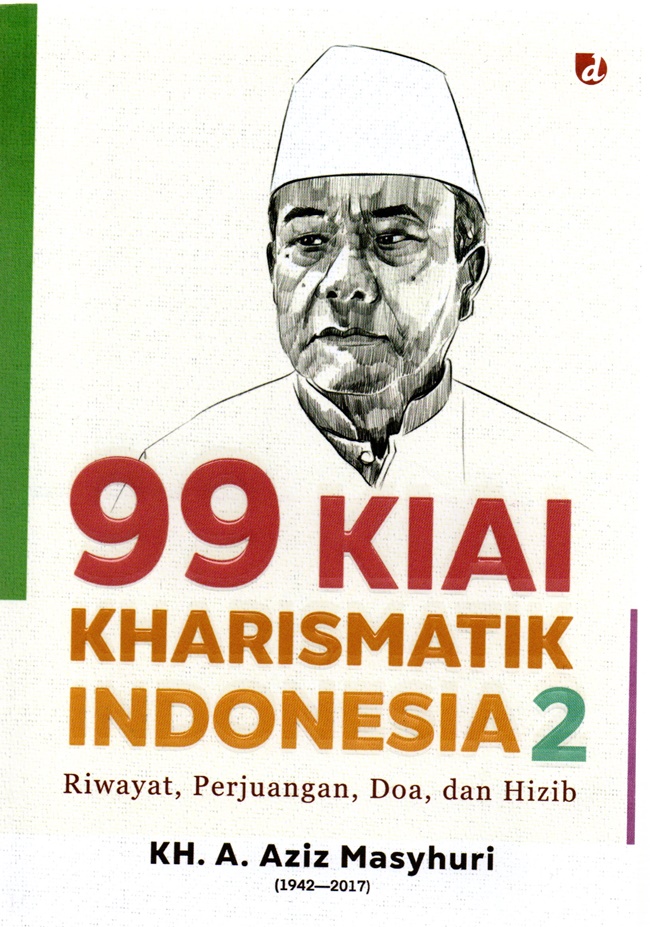 d
99 KIAI
KHARISMATIK
INDONESIA 2
Riwayat, Perjuangan, Doa, dan Hizib
KH. A. Aziz Masyhuri
(1942—2017)